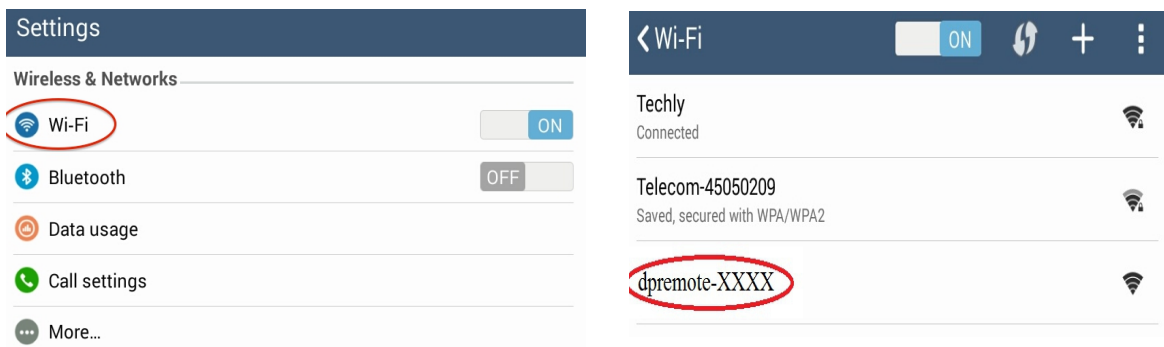 Settings
Wireless & Networks
Wi-Fi ON
Bluetooth OFF
Data usage
Call settings
More...
Wi-Fi ON
Techly
Connected
Telecom-45050209
Saved, secured with WPA/WPA2
dpremote-XXXX